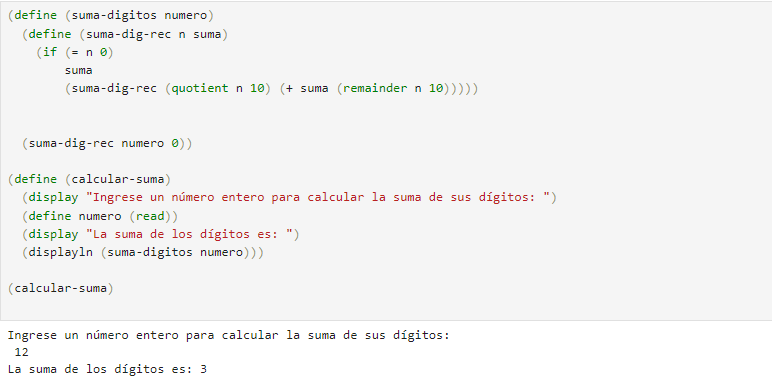 (define (suma-digitos numero)
  (define (suma-dig-rec n suma)
    (if (= n 0)
        suma
        (suma-dig-rec (quotient n 10) (+ suma (remainder n 10)))))
  (suma-dig-rec numero 0))
(define (calcular-suma)
  (display "Ingrese un número entero para calcular la suma de sus dígitos: ")
  (define numero (read))
  (display "La suma de los dígitos es: ")
  (displayln (suma-digitos numero)))
(calcular-suma)
Ingrese un número entero para calcular la suma de sus dígitos:
 12
La suma de los dígitos es: 3